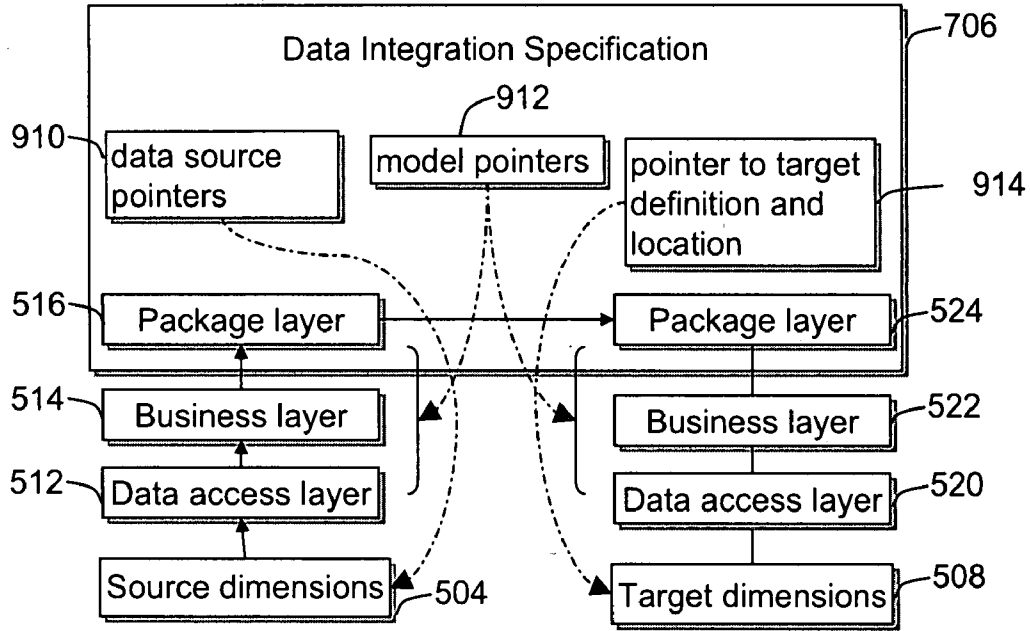 706
Data Integration Specification
912
910
data source
pointers
model pointers
pointer to target
definition and
location
914
516
Package layer
Package layer
524
514
Business layer
Business layer
522
512
Data access layer
Data access layer
520
Source dimensions
504
Target dimensions
508